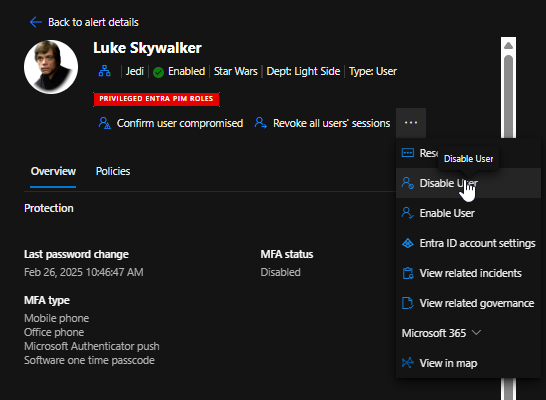 Back to alert details
Luke Skywalker
Jedi | Enabled | Star Wars | Dept: Light Side | Type: User
PRIVILEGED ENTRA PIM ROLES
Confirm user compromised
Revoke all users' sessions
...
Disable User
Disable User
Enable User
Entra ID account settings
View related incidents
View related governance
Microsoft 365
View in map
Overview
Policies
Protection
Last password change
Feb 26, 2025 10:46:47 AM
MFA status
Disabled
MFA type
Mobile phone
Office phone
Microsoft Authenticator push
Software one time passcode